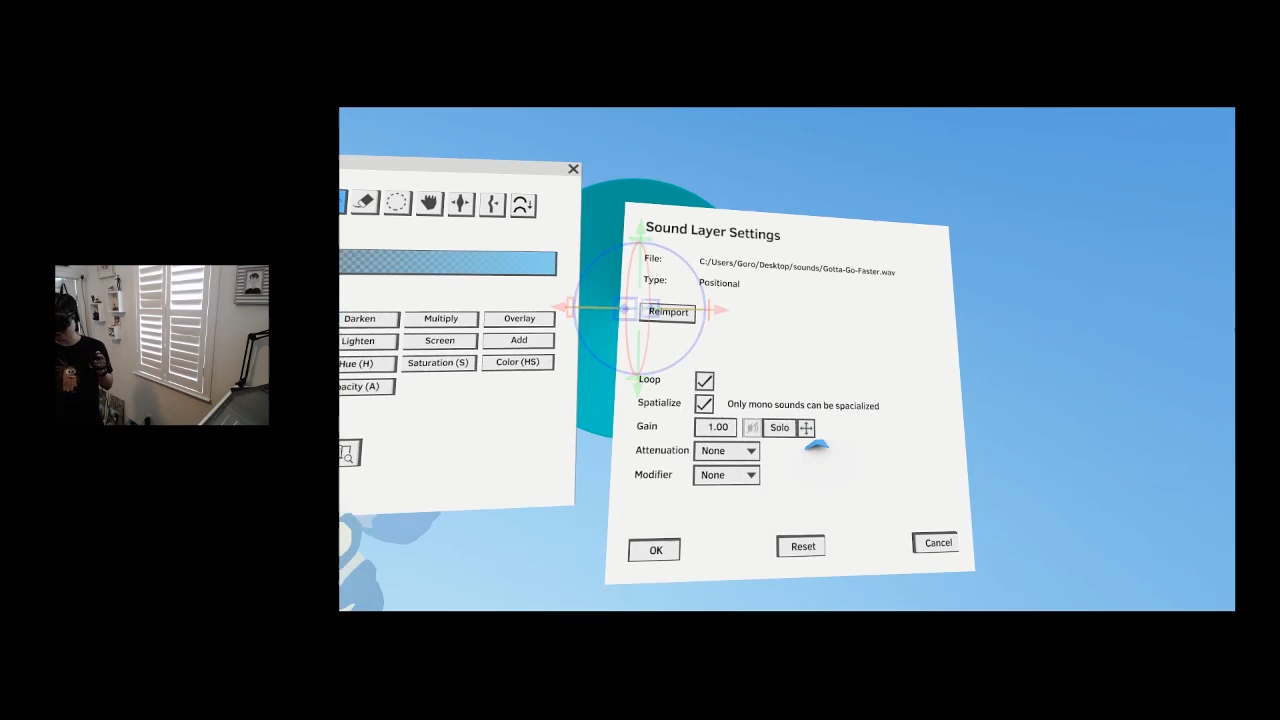 Darken
Multiply
Overlay
Lighten
Screen
Add
Hue (H)
Saturation (S)
Color (HS)
pacity (A)
Sound Layer Settings
File: C:/Users/Goro/Desktop/sounds/Gotta-Go-Faster.wav
Type: Positional
Reimport
Loop
Spatialize Only mono sounds can be spacialized
Gain 1.00 Solo
Attenuation None
Modifier None
OK Reset Cancel